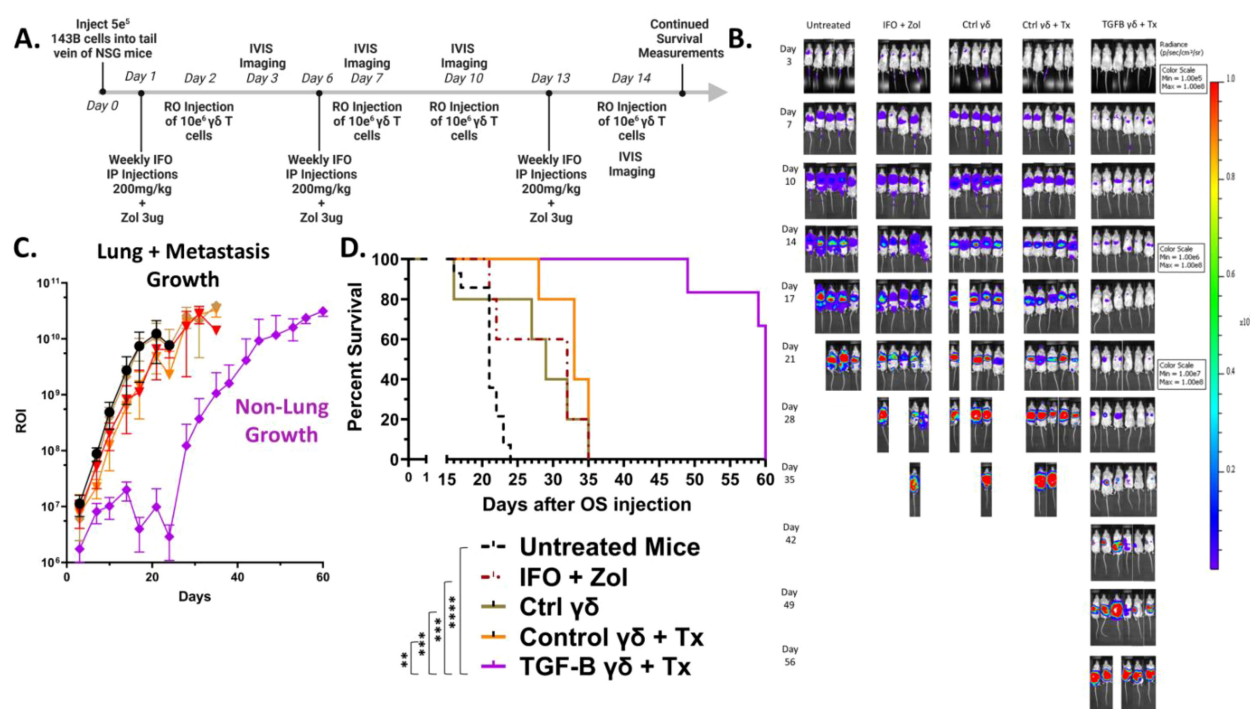 A.
Inject 5e⁵
143B cells into tail
vein of NSG mice
Continued
Survival
Measurements
IVIS
Imaging
IVIS
Imaging
IVIS
Imaging
Day 0
Day 1
Day 2
Day 3
Day 6
Day 7
Day 10
Day 13
Day 14
RO Injection
of 10e⁶ γδ T
cells
RO Injection
of 10e⁶ γδ T
cells
RO Injection
of 10e⁶ γδ T
cells
RO Injection
of 10e⁶ γδ T
cells
IVIS
Imaging
Weekly IFO
IP Injections
200mg/kg
+
Zol 3ug
Weekly IFO
IP Injections
200mg/kg
+
Zol 3ug
Weekly IFO
IP Injections
200mg/kg
+
Zol 3ug
B.
Untreated
IFO + Zol
Ctrl γδ
Ctrl γδ + Tx
TGFB γδ + Tx
Day
3
Day
7
Day
10
Day
14
Day
17
Day
21
Day
28
Day
35
Day
42
Day
49
Day
56
Radiance
(p/sec/cm²/sr)
Color Scale
Min = 1.00e5
Max = 1.00e8
Color Scale
Min = 1.00e6
Max = 1.00e8
Color Scale
Min = 1.00e7
Max = 1.00e8
1.0
0.8
0.6
0.4
0.2
C.
Lung + Metastasis
Growth
10¹¹
10¹⁰
10⁹
10⁸
10⁷
10⁶
ROI
Non-Lung
Growth
0 20 40 60
Days
D.
100
80
60
40
20
0
Percent Survival
0 1 15 20 25 30 35 40 45 50 55 60
Days after OS injection
Untreated Mice
IFO + Zol
Ctrl γδ
Control γδ + Tx
TGF-B γδ + Tx
**
***
***
****